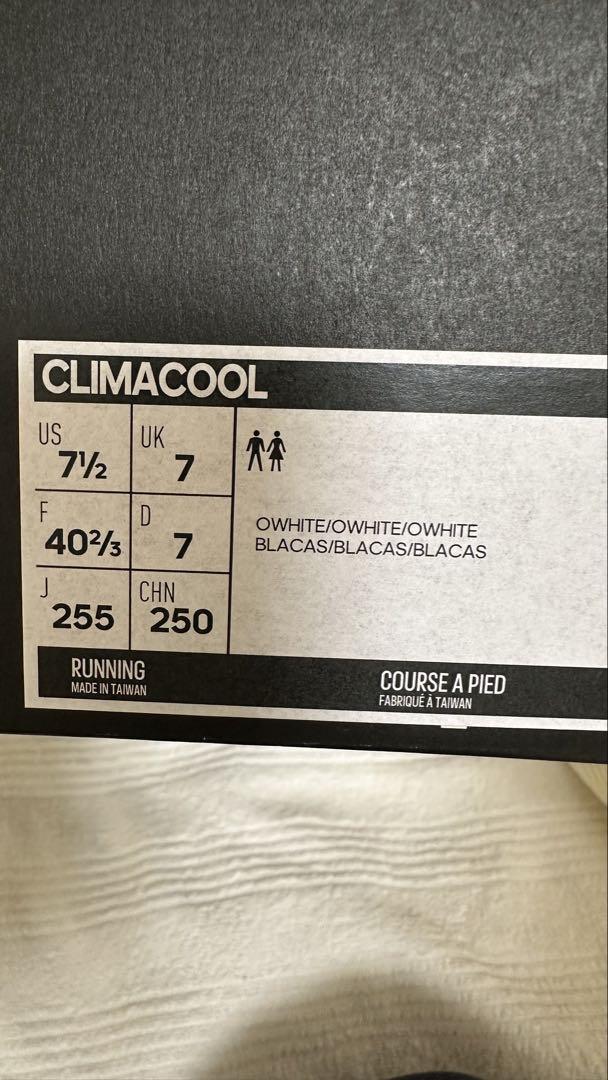 CLIMACOOL
US 7½ UK 7
F 40⅔ D 7
J 255 CHN 250
OWHITE/OWHITE/OWHITE
BLACAS/BLACAS/BLACAS
RUNNING
MADE IN TAIWAN
COURSE A PIED
FABRIQUÉ À TAIWAN